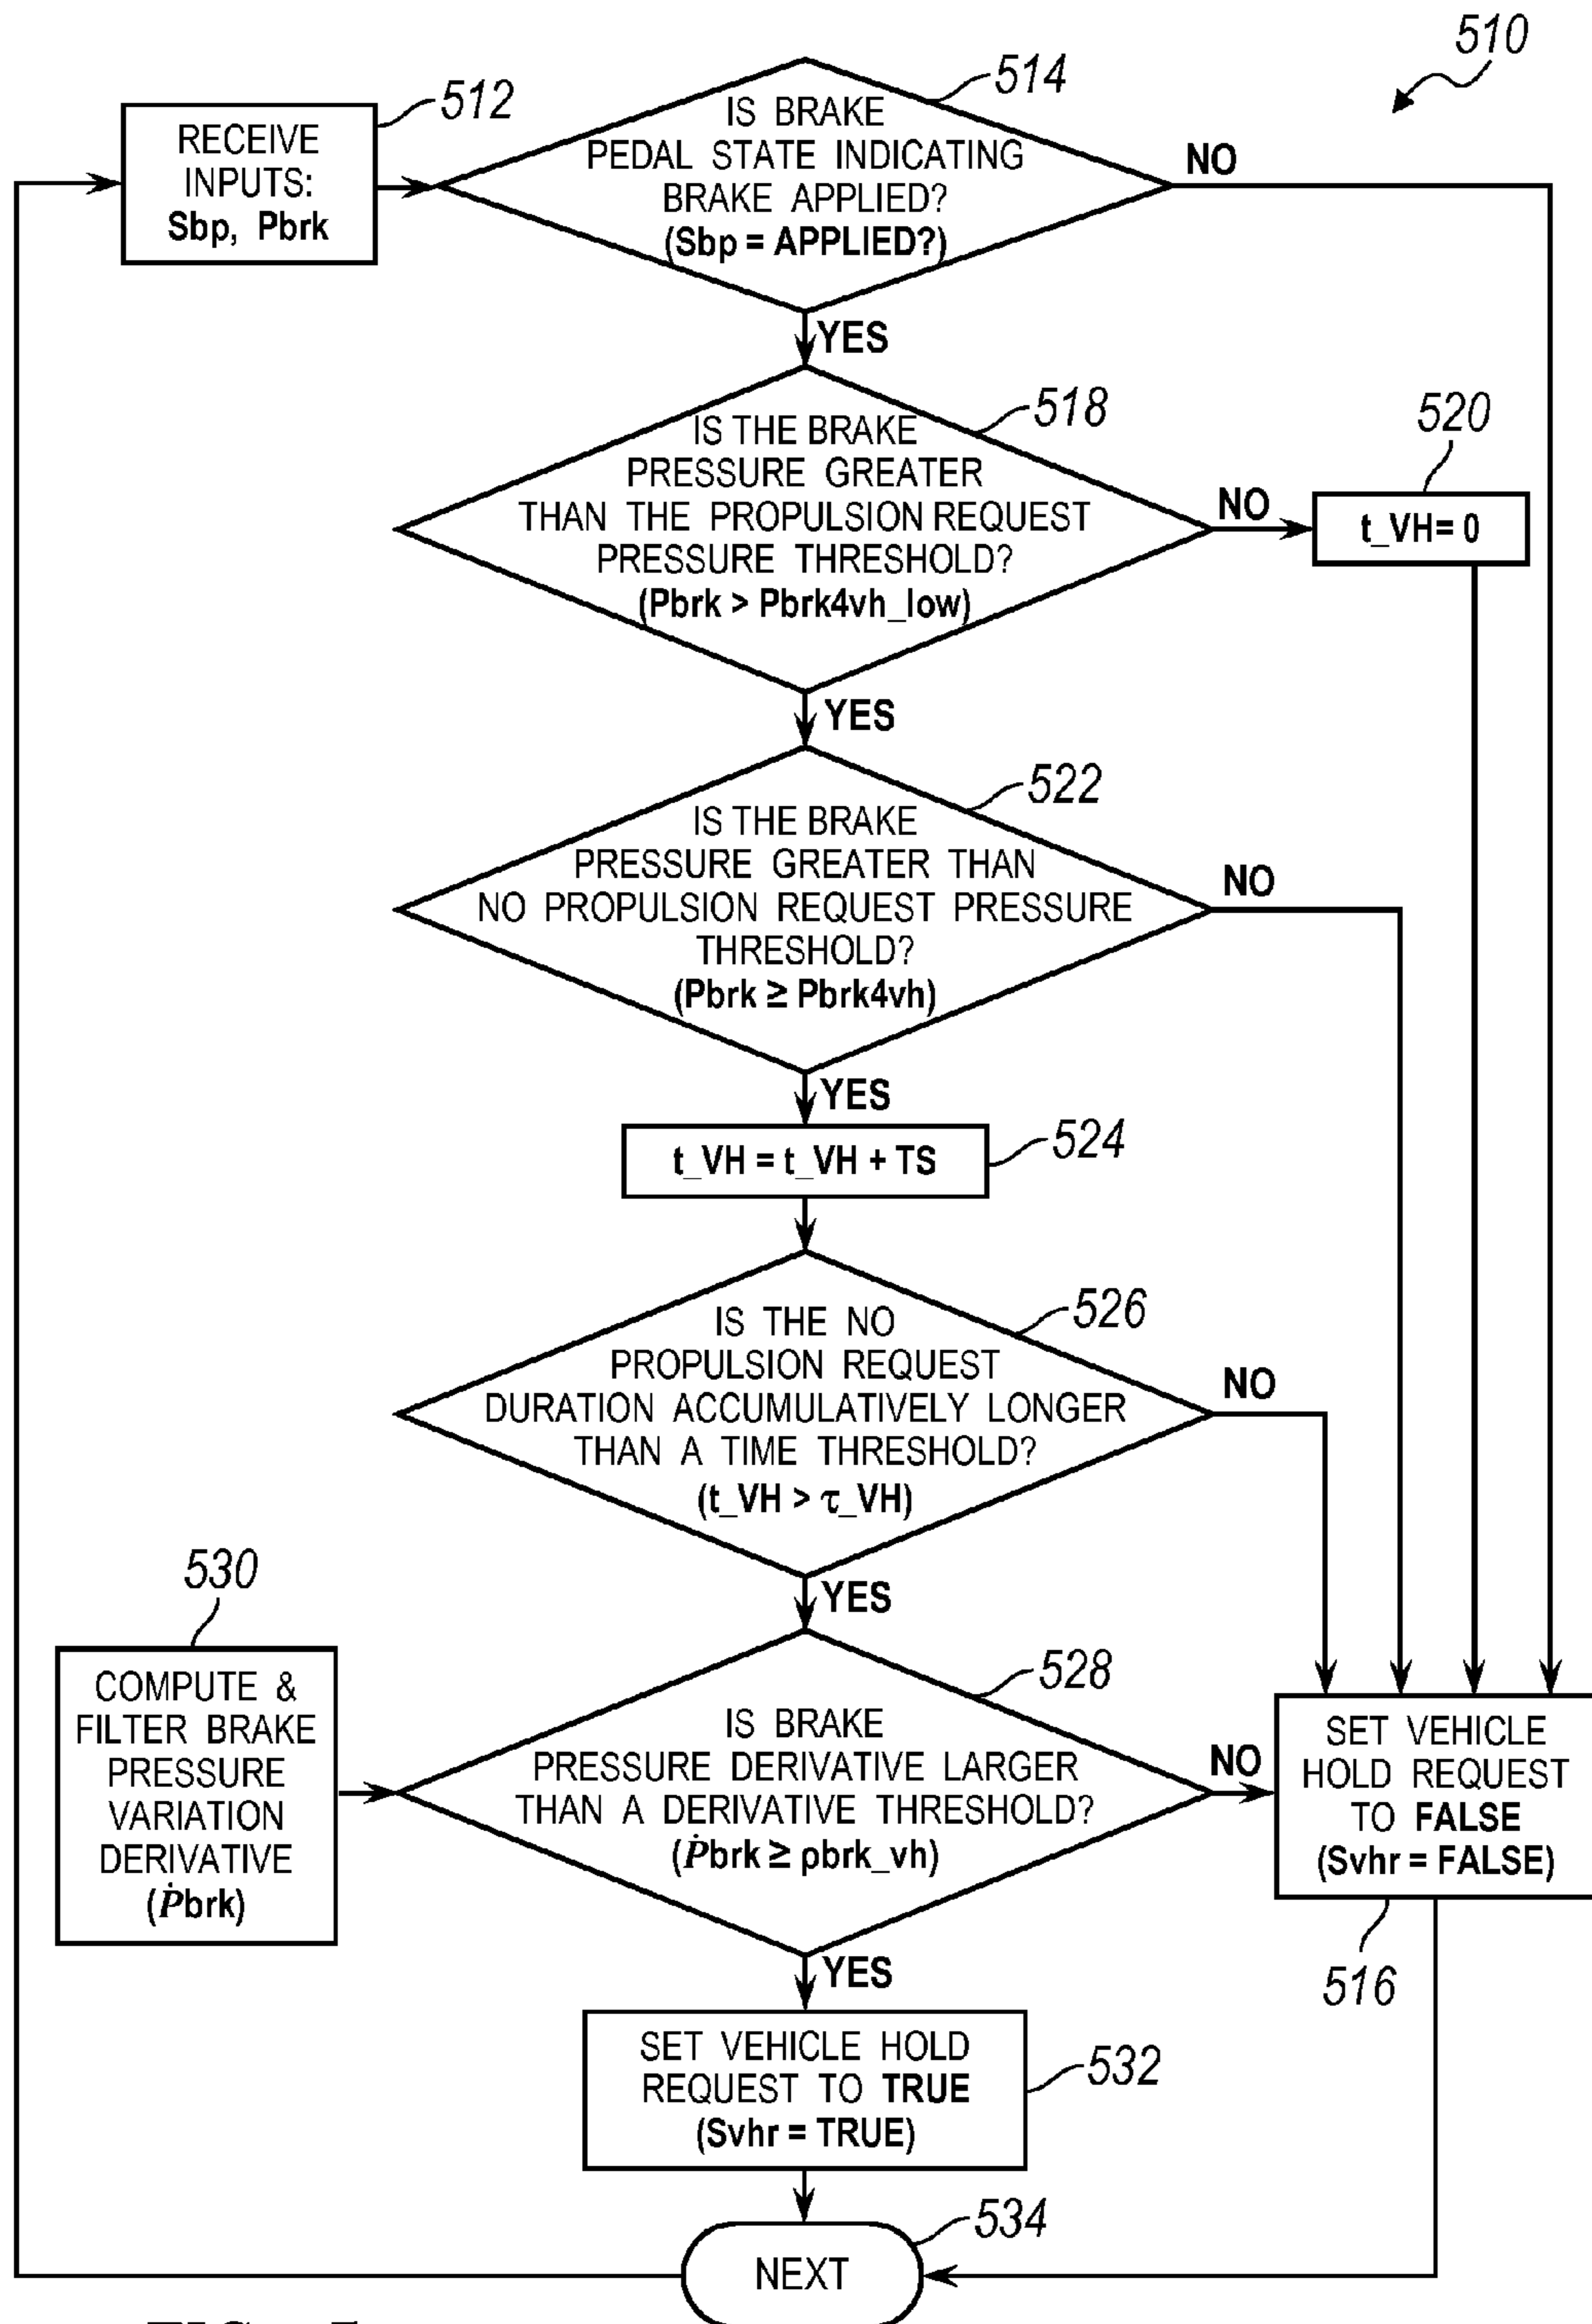 510
512
RECEIVE
INPUTS:
Sbp, Pbrk
514
IS BRAKE
PEDAL STATE INDICATING
BRAKE APPLIED?
(Sbp = APPLIED?)
NO
YES
518
IS THE BRAKE
PRESSURE GREATER
THAN THE PROPULSION REQUEST
PRESSURE THRESHOLD?
(Pbrk > Pbrk4vh_low)
NO
520
t_VH= 0
YES
522
IS THE BRAKE
PRESSURE GREATER THAN
NO PROPULSION REQUEST PRESSURE
THRESHOLD?
(Pbrk ≥ Pbrk4vh)
NO
YES
t_VH = t_VH + TS
524
526
IS THE NO
PROPULSION REQUEST
DURATION ACCUMULATIVELY LONGER
THAN A TIME THRESHOLD?
(t_VH > τ_VH)
NO
YES
530
COMPUTE &
FILTER BRAKE
PRESSURE
VARIATION
DERIVATIVE
(Ṗbrk)
528
IS BRAKE
PRESSURE DERIVATIVE LARGER
THAN A DERIVATIVE THRESHOLD?
(Ṗbrk ≥ pbrk_vh)
NO
SET VEHICLE
HOLD REQUEST
TO FALSE
(Svhr = FALSE)
516
YES
SET VEHICLE HOLD
REQUEST TO TRUE
(Svhr = TRUE)
532
534
NEXT